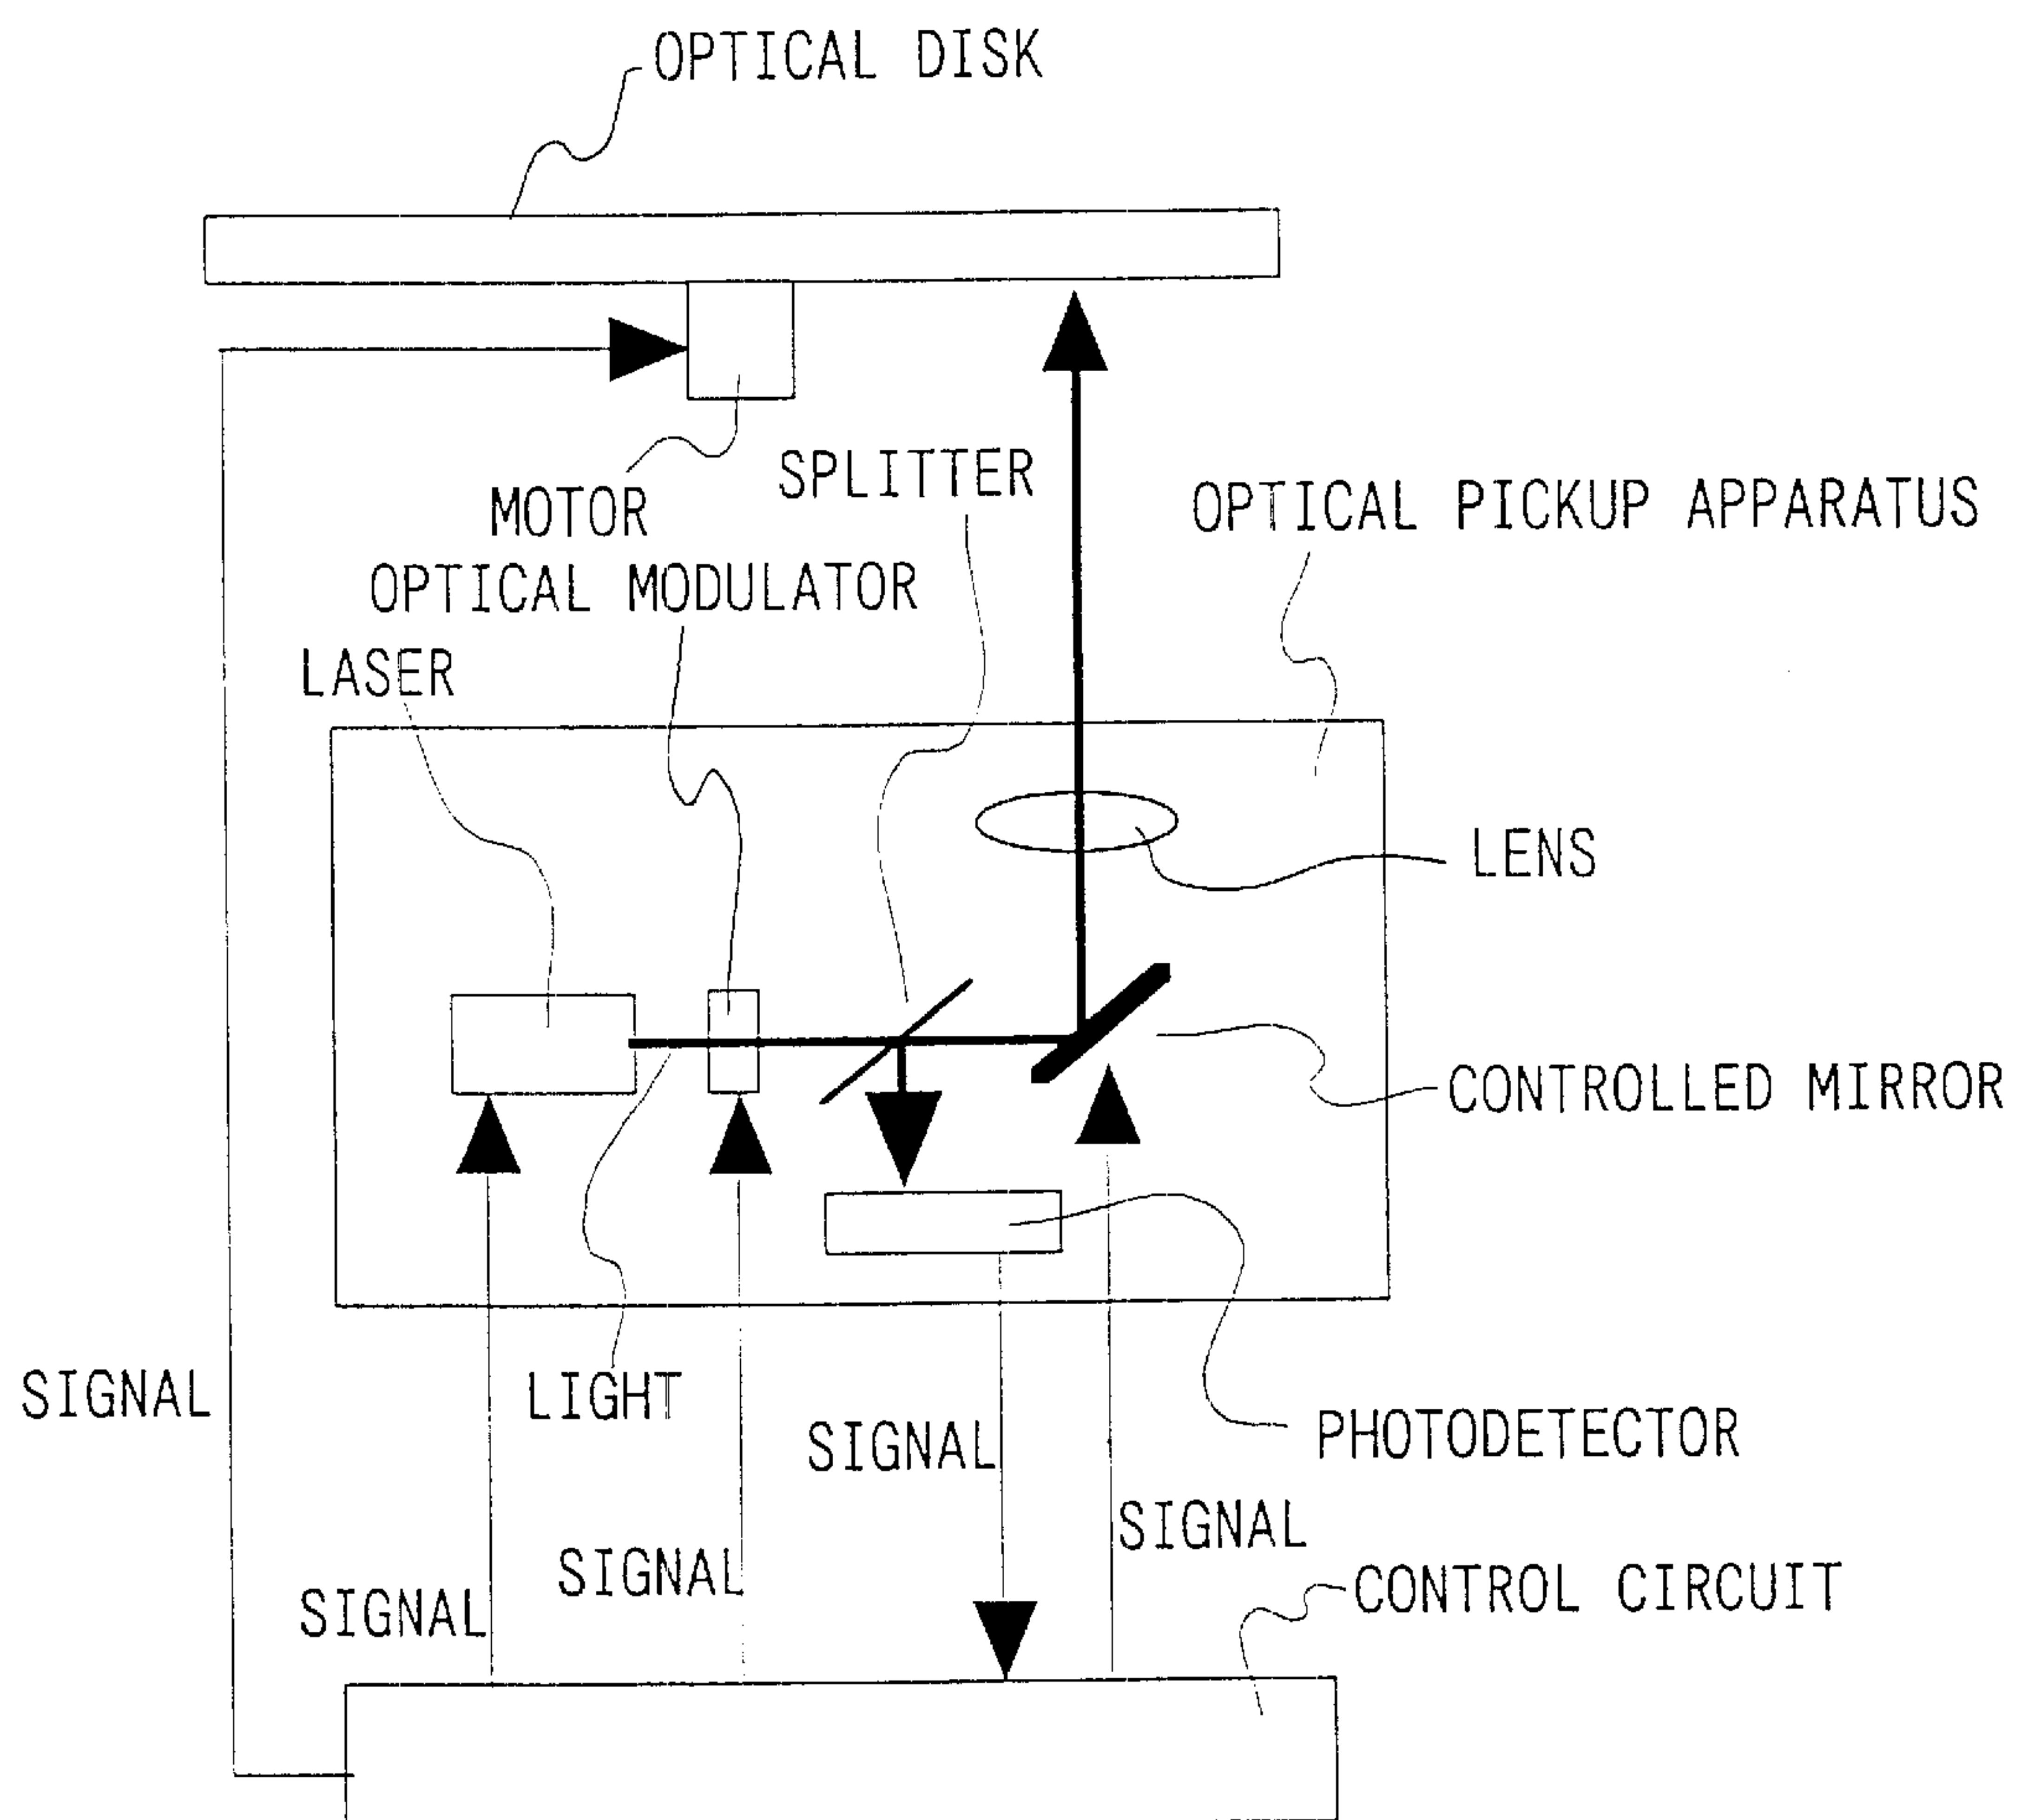 OPTICAL DISK
SPLITTER
OPTICAL PICKUP APPARATUS
MOTOR
OPTICAL MODULATOR
LASER
LENS
CONTROLLED MIRROR
SIGNAL
LIGHT
SIGNAL
PHOTODETECTOR
SIGNAL
SIGNAL
SIGNAL
CONTROL CIRCUIT